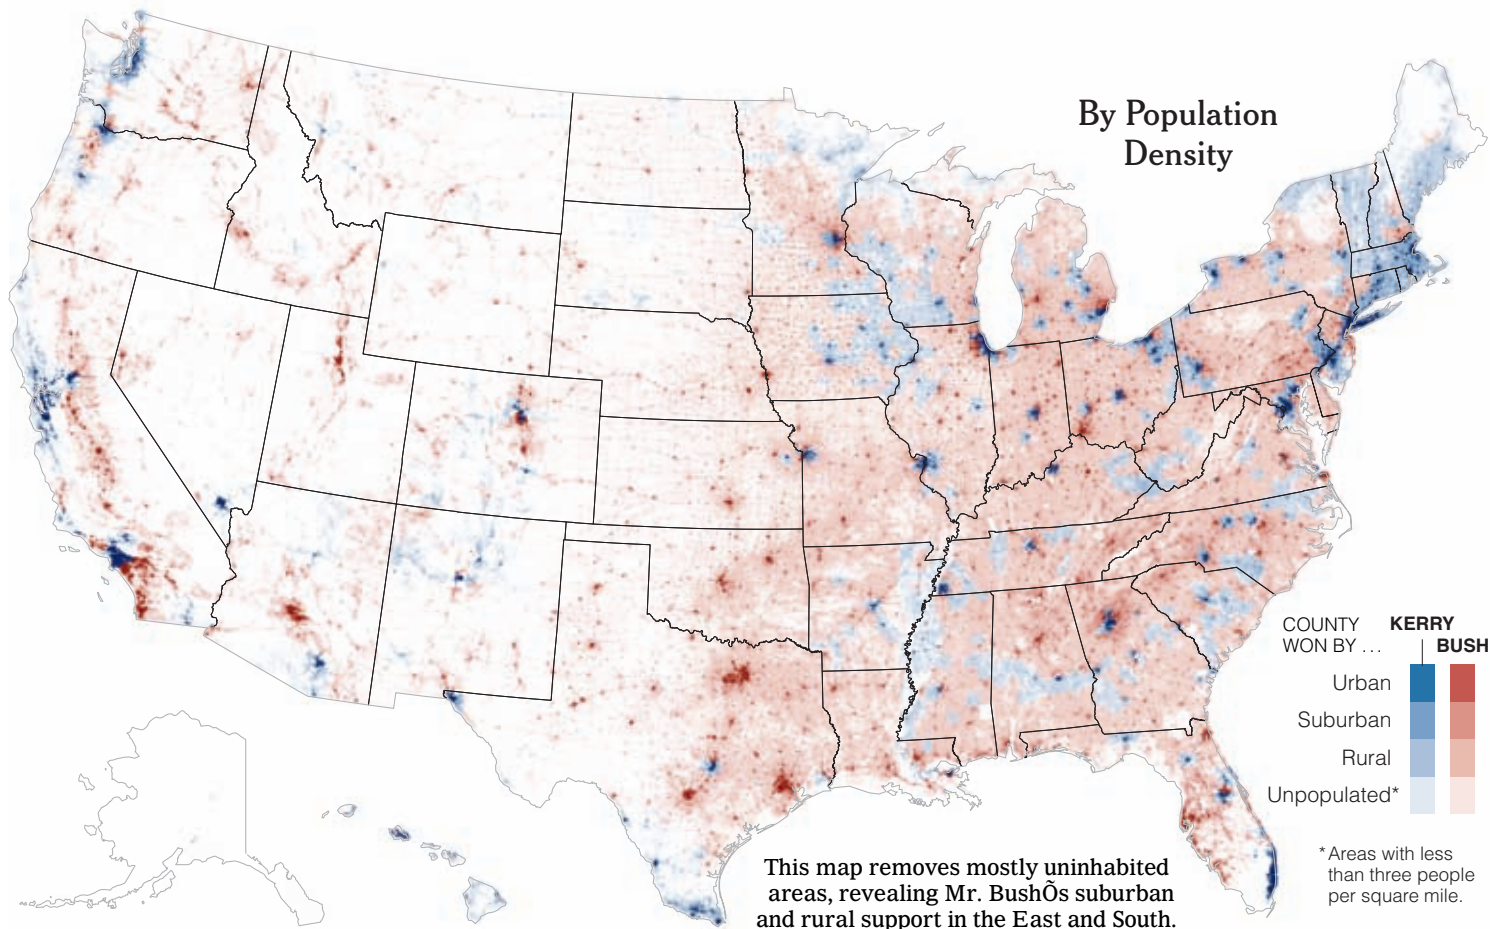 By Population
Density
COUNTY
WON BY ...
KERRY
BUSH
Urban
Suburban
Rural
Unpopulated*
* Areas with less
than three people
per square mile.
This map removes mostly uninhabited
areas, revealing Mr. BushÕs suburban
and rural support in the East and South.